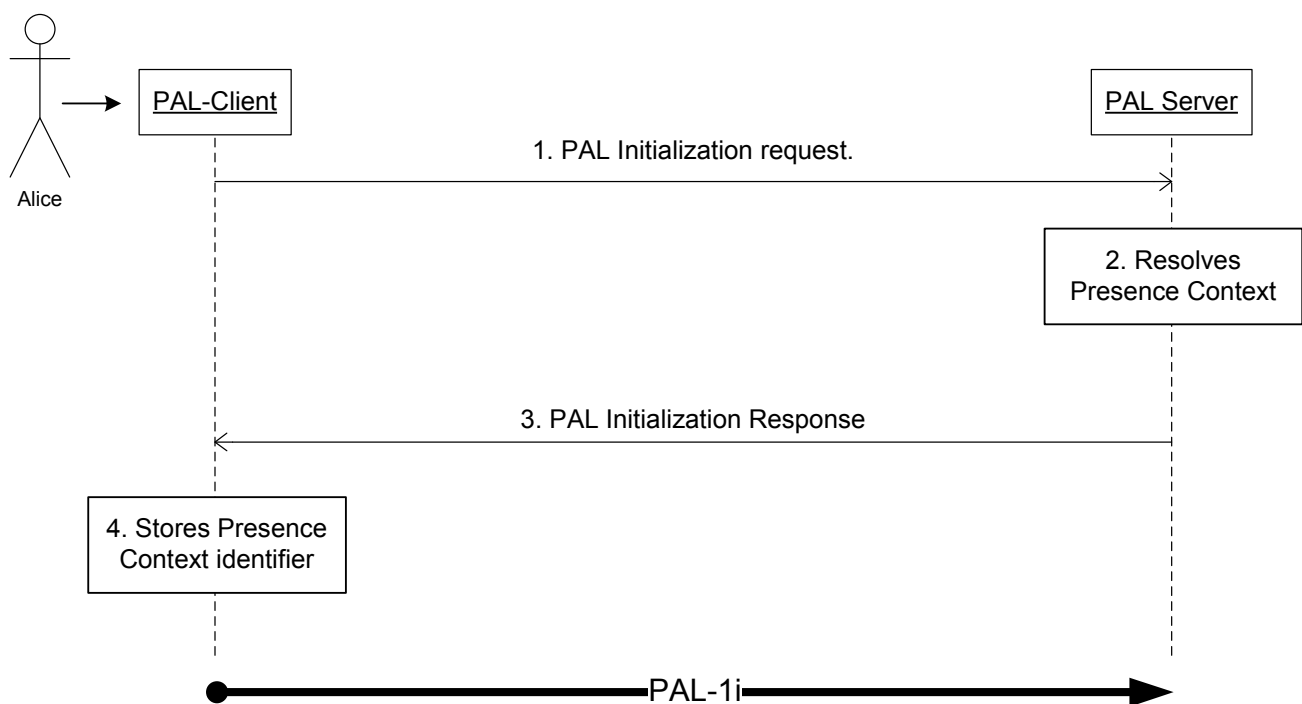 PAL-Client
PAL Server
1. PAL Initialization request.
Alice
2. Resolves
Presence Context
3. PAL Initialization Response
4. Stores Presence
Context identifier
PAL-1i